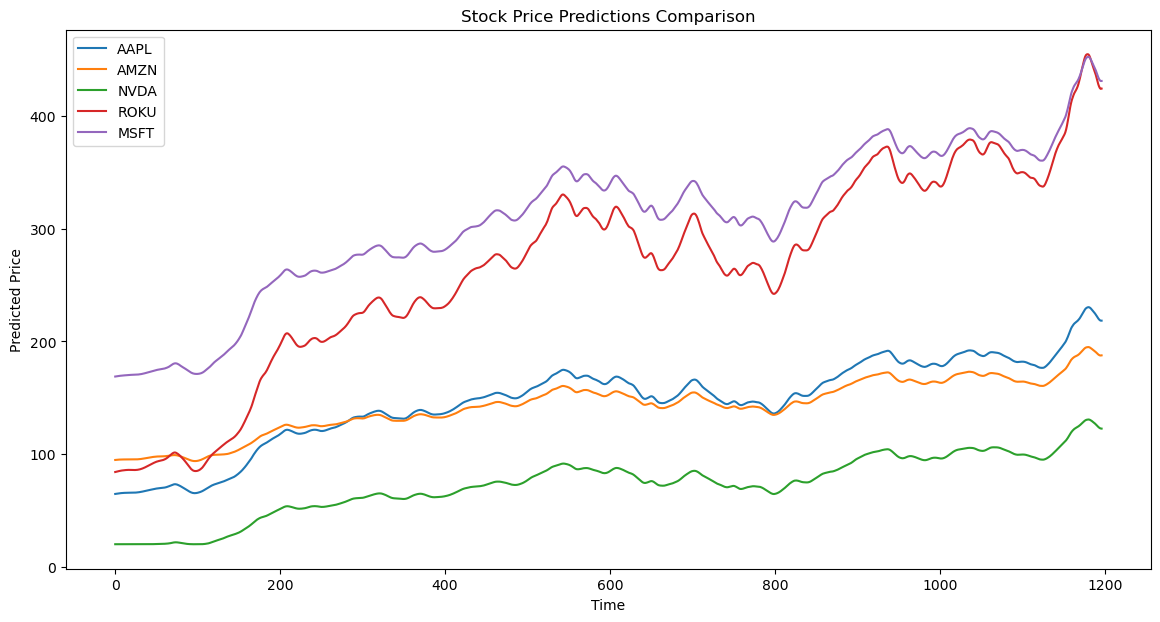 Stock Price Predictions Comparison
AAPL
AMZN
NVDA
ROKU
MSFT
Predicted Price
400
300
200
100
0
0 200 400 600 800 1000 1200
Time